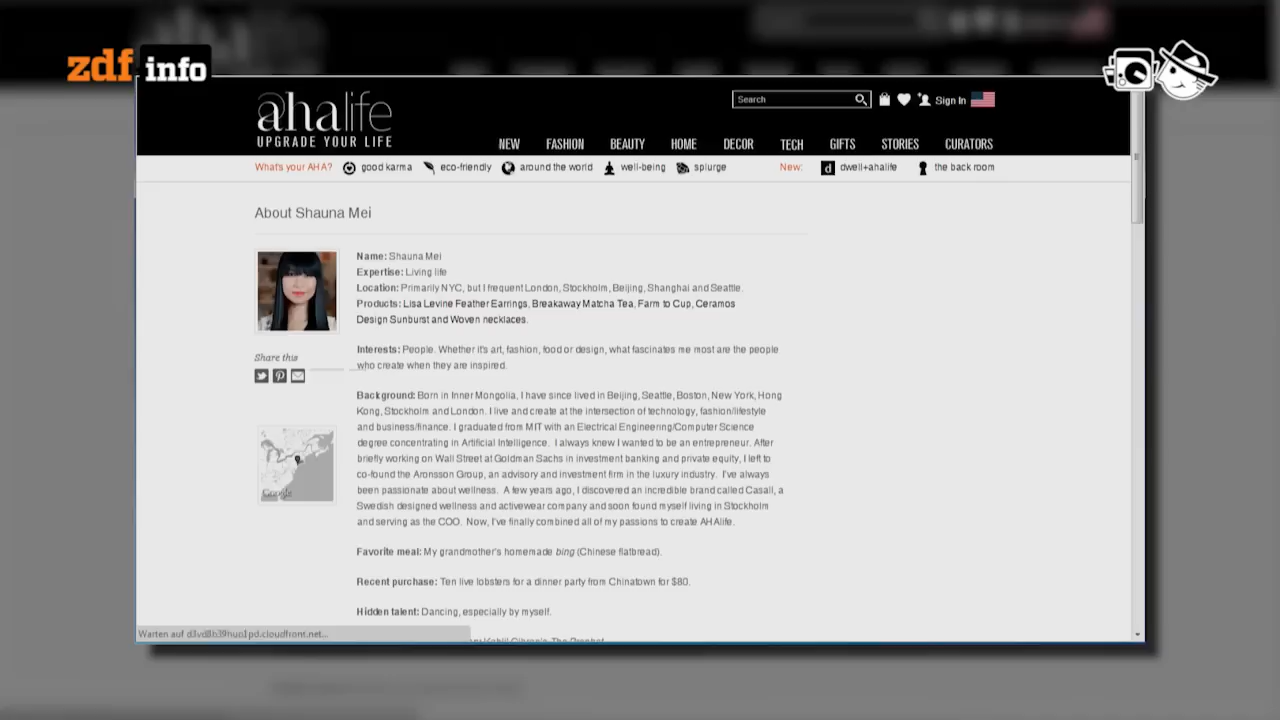 zdf.info
ahalife
UPGRADE YOUR LIFE
Search
Sign In
NEW FASHION BEAUTY HOME DECOR TECH GIFTS STORIES CURATORS
What's your AHA? good karma eco-friendly around the world well-being splurge New: d dwell+ahalife the back room
About Shauna Mei
Name: Shauna Mei
Expertise: Living life
Location: Primarily NYC, but I frequent London, Stockholm, Beijing, Shanghai and Seattle.
Products: Lisa Levine Feather Earrings, Breakaway Matcha Tea, Farm to Cup, Ceramos
Design Sunburst and Woven necklaces.
Interests: People. Whether it's art, fashion, food or design, what fascinates me most are the people
who create when they are inspired.
Share this
Background: Born in Inner Mongolia, I have since lived in Beijing, Seattle, Boston, New York, Hong
Kong, Stockholm and London. I live and create at the intersection of technology, fashion/lifestyle
and business/finance. I graduated from MIT with an Electrical Engineering/Computer Science
degree concentrating in Artificial Intelligence. I always knew I wanted to be an entrepreneur. After
briefly working on Wall Street at Goldman Sachs in investment banking and private equity, I left to
co-found the Aronsson Group, an advisory and investment firm in the luxury industry. I've always
been passionate about wellness. A few years ago, I discovered an incredible brand called Casall, a
Swedish designed wellness and activewear company and soon found myself living in Stockholm
and serving as the COO. Now, I've finally combined all of my passions to create AHAlife.
Google
Favorite meal: My grandmother's homemade bing (Chinese flatbread).
Recent purchase: Ten live lobsters for a dinner party from Chinatown for $80.
Hidden talent: Dancing, especially by myself.
Kahlil Gibran's The Prophet
Warten auf